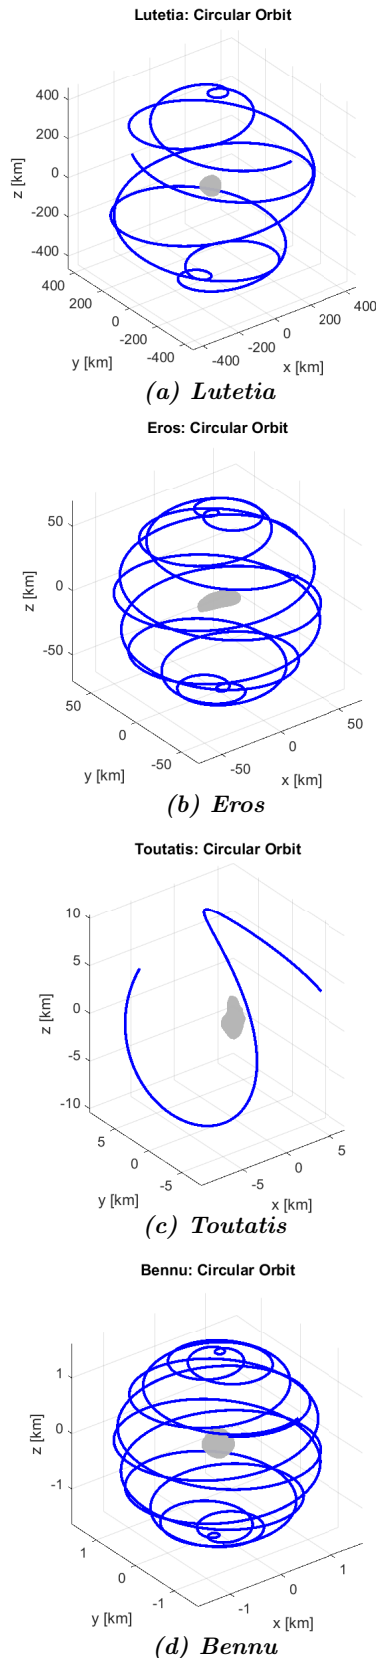 Lutetia: Circular Orbit
400
200
0
-200
-400
z [km]
400
200
0
-200
-400
y [km]
-400
-200
0
200
400
x [km]
(a) Lutetia
Eros: Circular Orbit
50
0
-50
z [km]
50
0
-50
y [km]
-50
0
50
x [km]
(b) Eros
Toutatis: Circular Orbit
10
5
0
-5
-10
z [km]
5
0
-5
y [km]
-5
0
5
x [km]
(c) Toutatis
Bennu: Circular Orbit
1
0
-1
z [km]
1
0
-1
y [km]
-1
0
1
x [km]
(d) Bennu